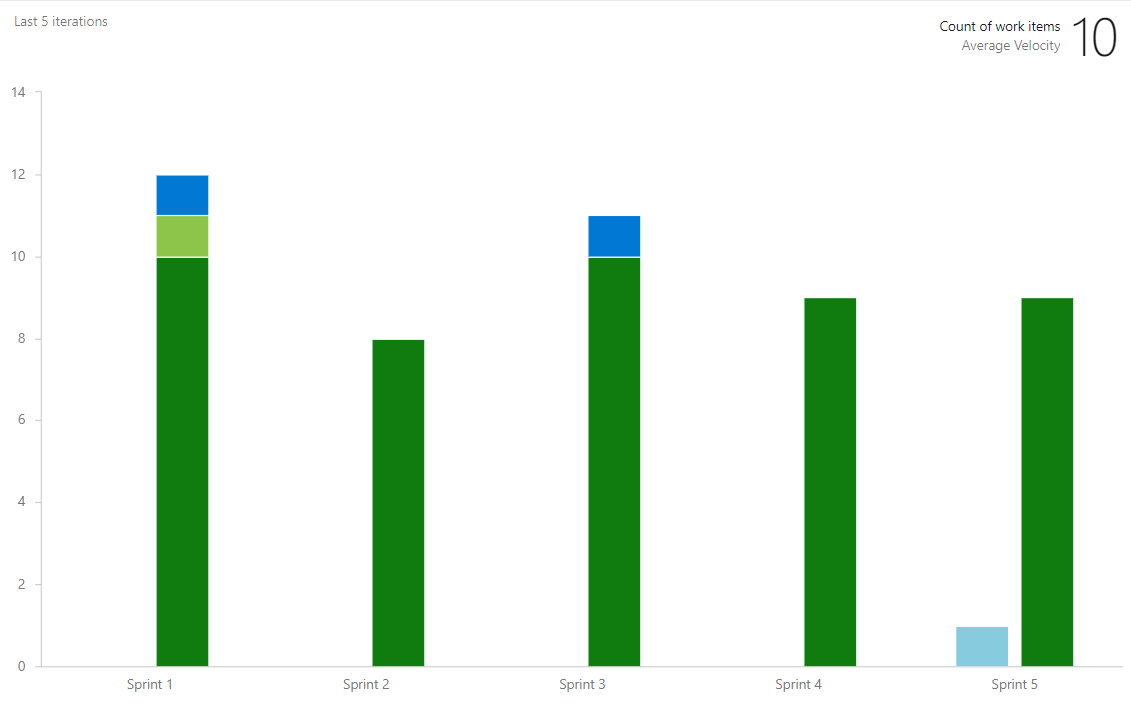 Last 5 iterations
Count of work items
Average Velocity
10
14
12
10
8
6
4
2
0
Sprint 1
Sprint 2
Sprint 3
Sprint 4
Sprint 5